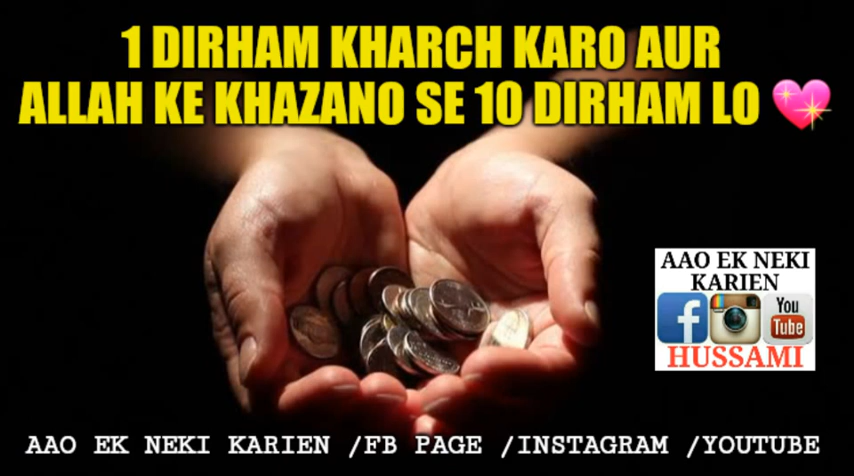 1 DIRHAM KHARCH KARO AUR
ALLAH KE KHAZANO SE 10 DIRHAM LO 💖
AAO EK NEKI
KARIEN
f You Tube
HUSSAMI
AAO EK NEKI KARIEN /FB PAGE /INSTAGRAM /YOUTUBE